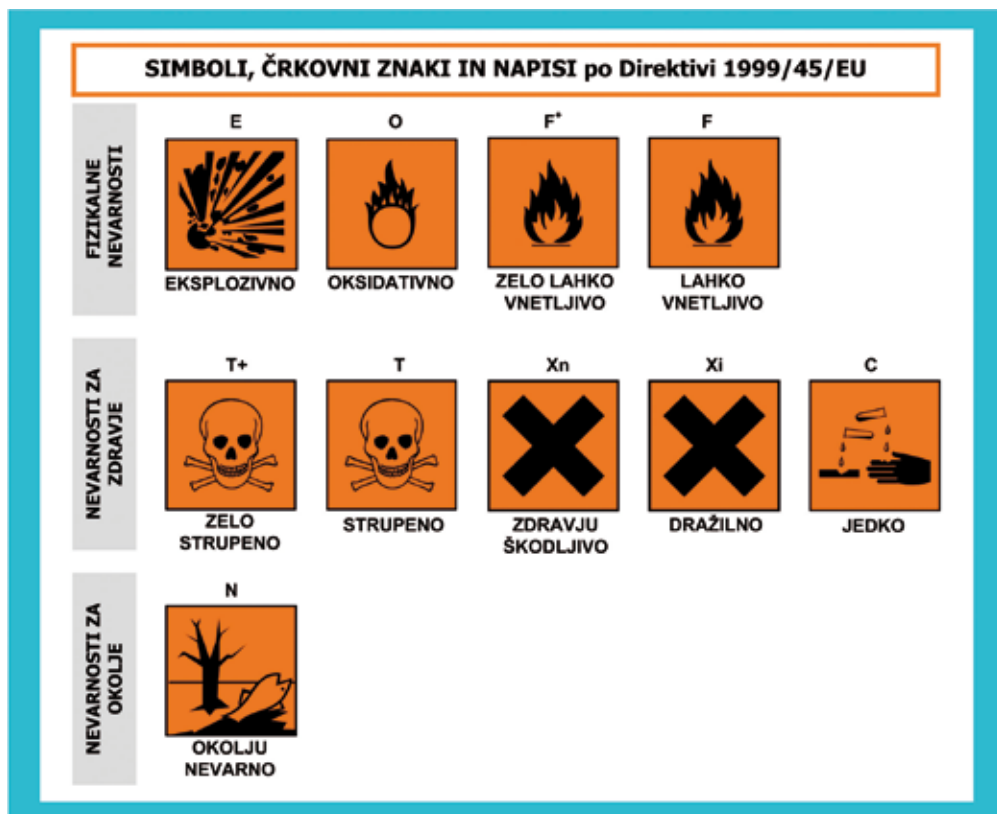 SIMBOLI, ČRKOVNI ZNAKI IN NAPISI po Direktivi 1999/45/EU
FIZIKALNE
NEVARNOSTI
E
O
F+
F
EKSPLOZIVNO
OKSIDATIVNO
ZELO LAHKO
VNETLJIVO
LAHKO
VNETLJIVO
NEVARNOSTI ZA
ZDRAVJE
T+
T
Xn
Xi
C
ZELO
STRUPENO
STRUPENO
ZDRAVJU
ŠKODLJIVO
DRAŽILNO
JEDKO
NEVARNOSTI ZA
OKOLJE
N
OKOLJU
NEVARNO